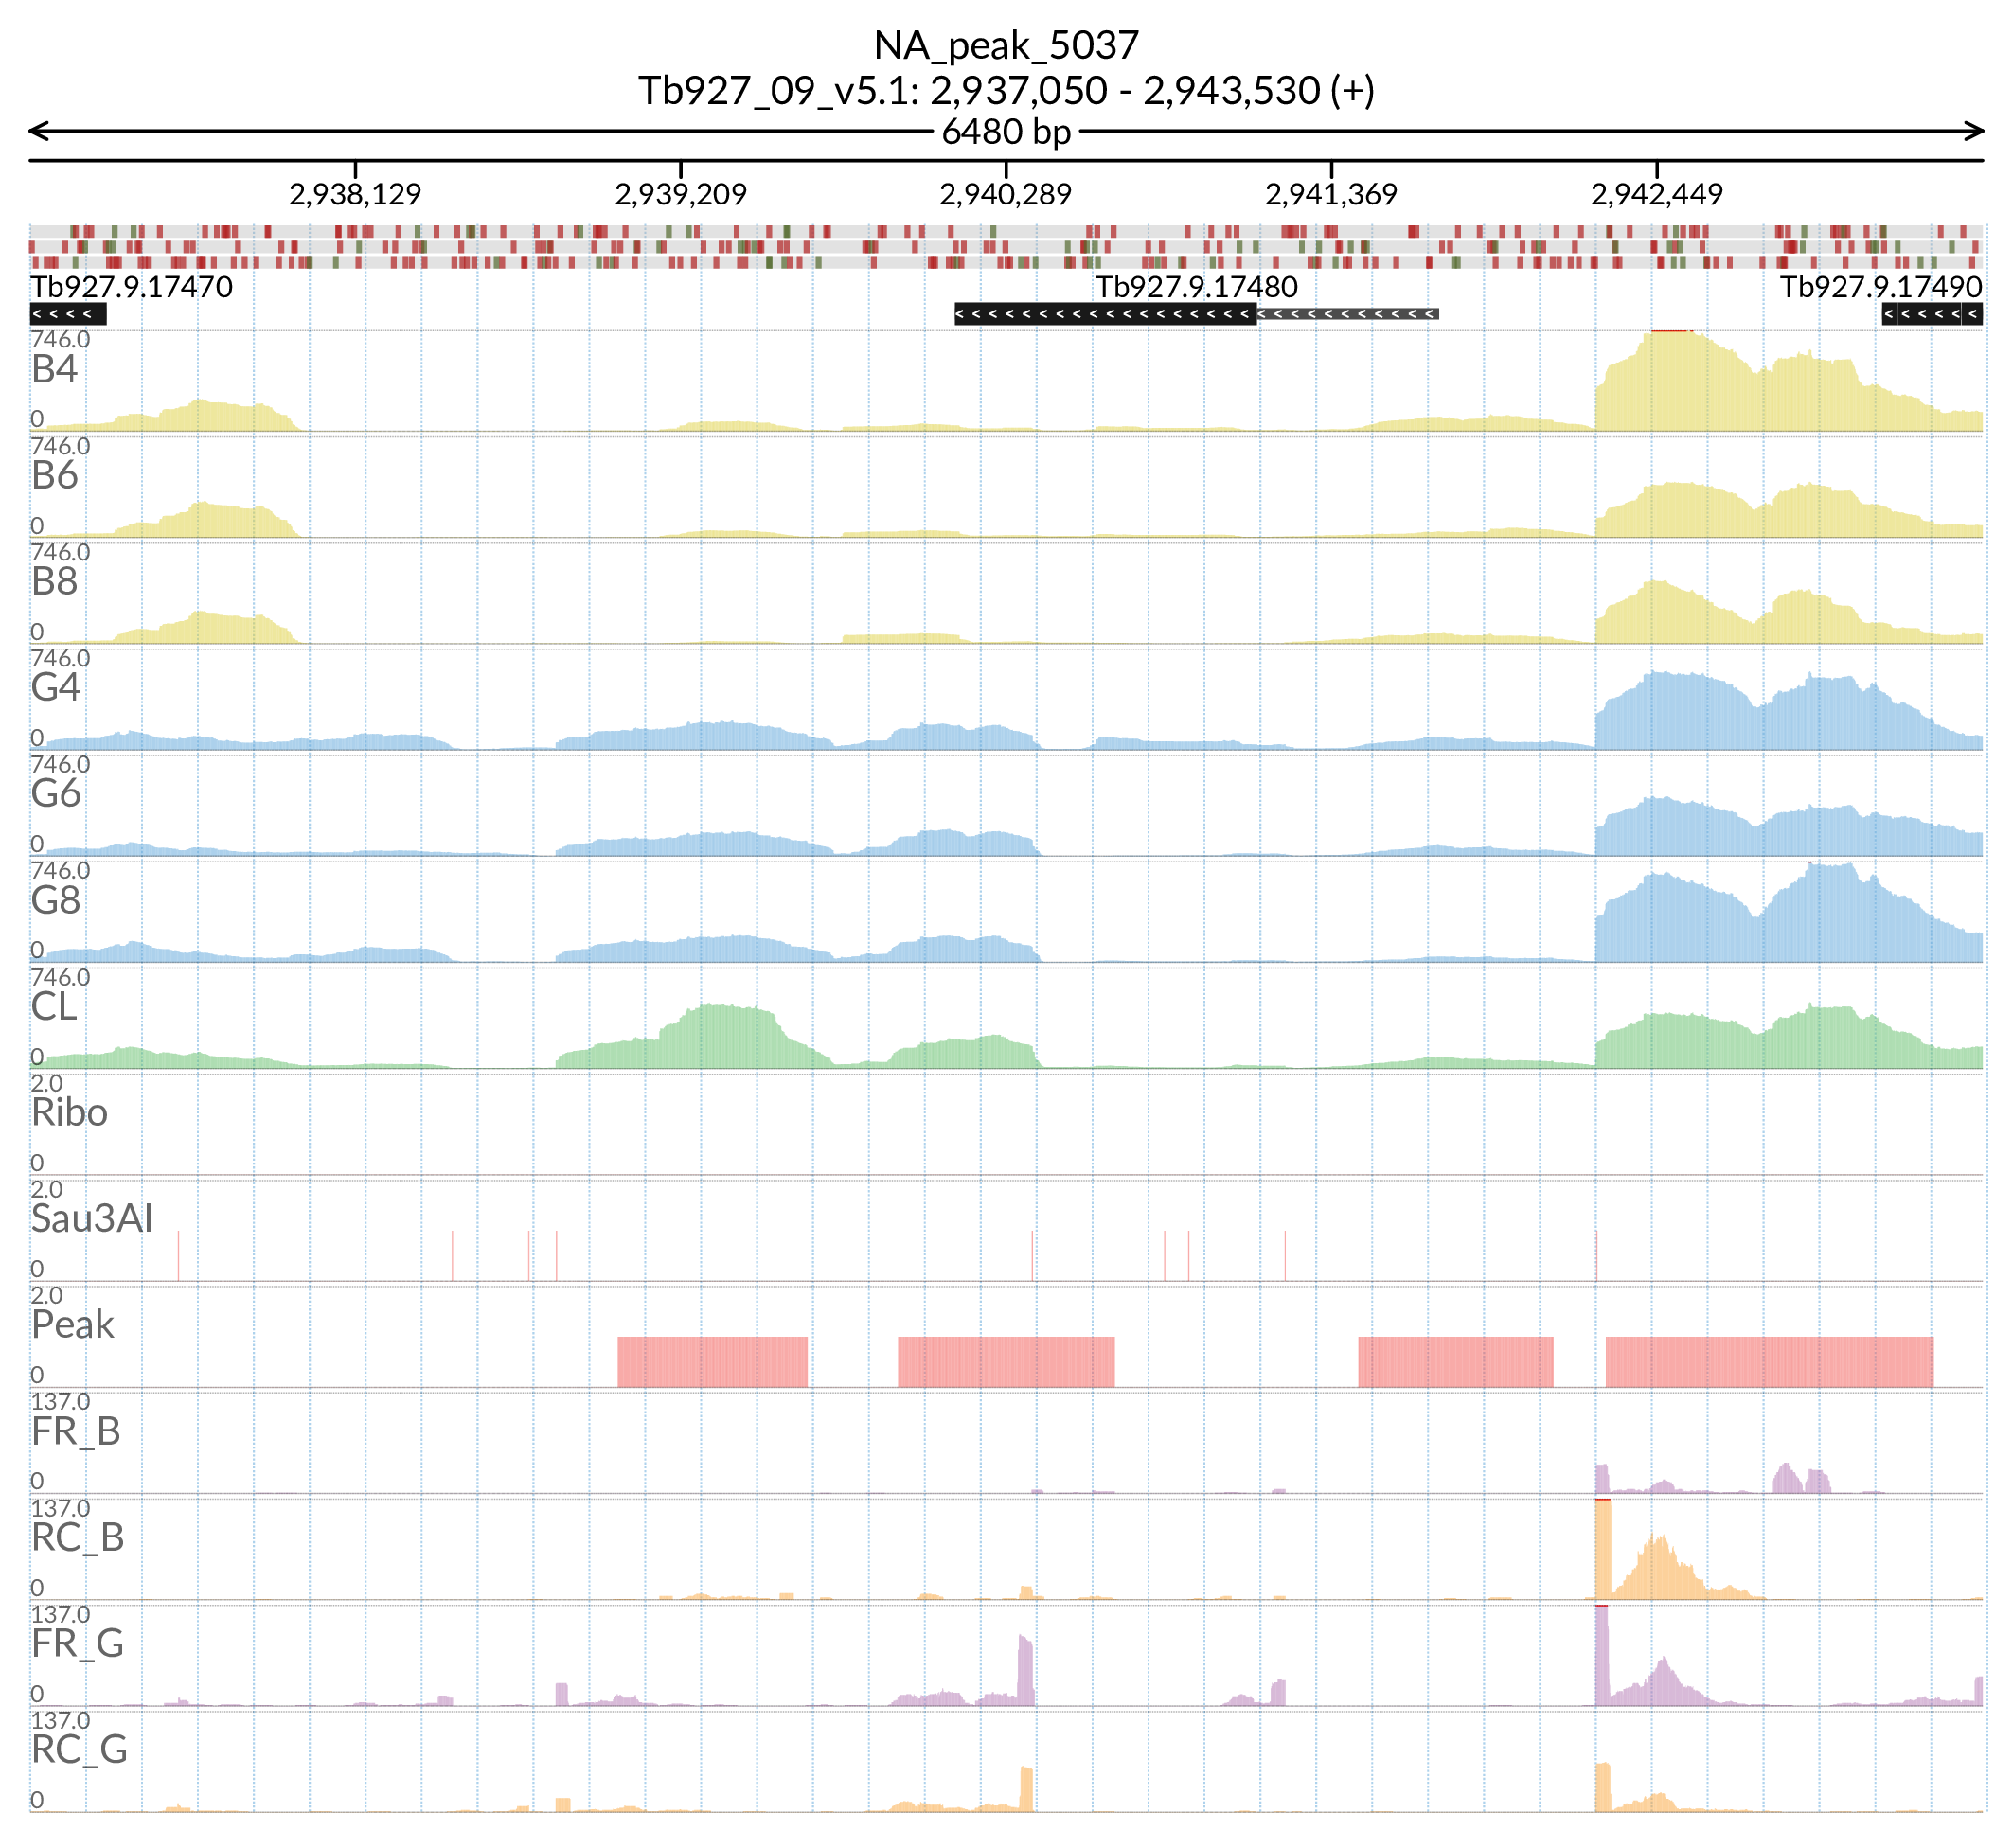 NA_peak_5037
Tb927_09_v5.1: 2,937,050 - 2,943,530 (+)
6480 bp
2,938,129 2,939,209 2,940,289 2,941,369 2,942,449
Tb927.9.17470 Tb927.9.17480 Tb927.9.17490
746.0
B4
0
746.0
B6
0
746.0
B8
0
746.0
G4
0
746.0
G6
0
746.0
G8
0
746.0
CL
0
2.0
Ribo
0
2.0
Sau3AI
0
2.0
Peak
0
137.0
FR_B
0
137.0
RC_B
0
137.0
FR_G
0
137.0
RC_G
0